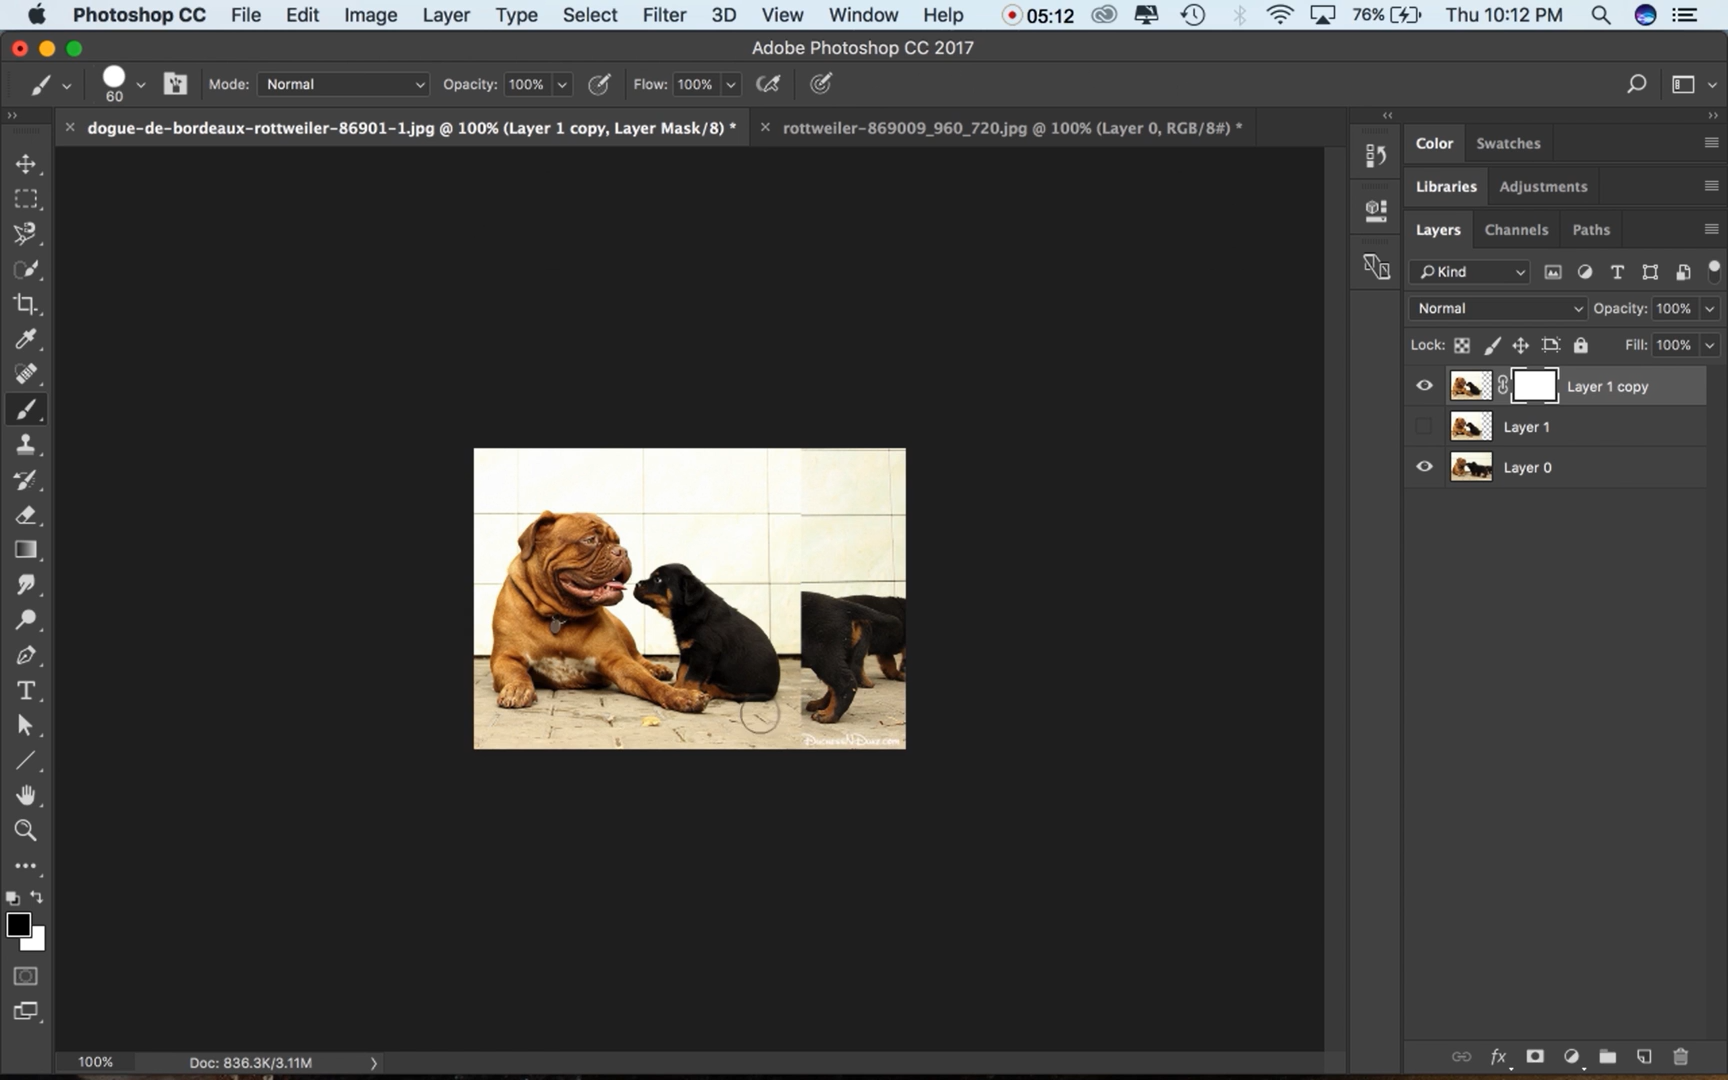 Photoshop CC File Edit Image Layer Type Select Filter 3D View Window Help 05:12 76% Thu 10:12 PM
Adobe Photoshop CC 2017
60 Mode: Normal Opacity: 100% Flow: 100%
dogue-de-bordeaux-rottweiler-86901-1.jpg @ 100% (Layer 1 copy, Layer Mask/8) * rottweiler-869009_960_720.jpg @ 100% (Layer 0, RGB/8#) *
Color Swatches
Libraries Adjustments
Layers Channels Paths
Kind
Normal Opacity: 100%
Lock: Fill: 100%
Layer 1 copy
Layer 1
Layer 0
100% Doc: 836.3K/3.11M
fx